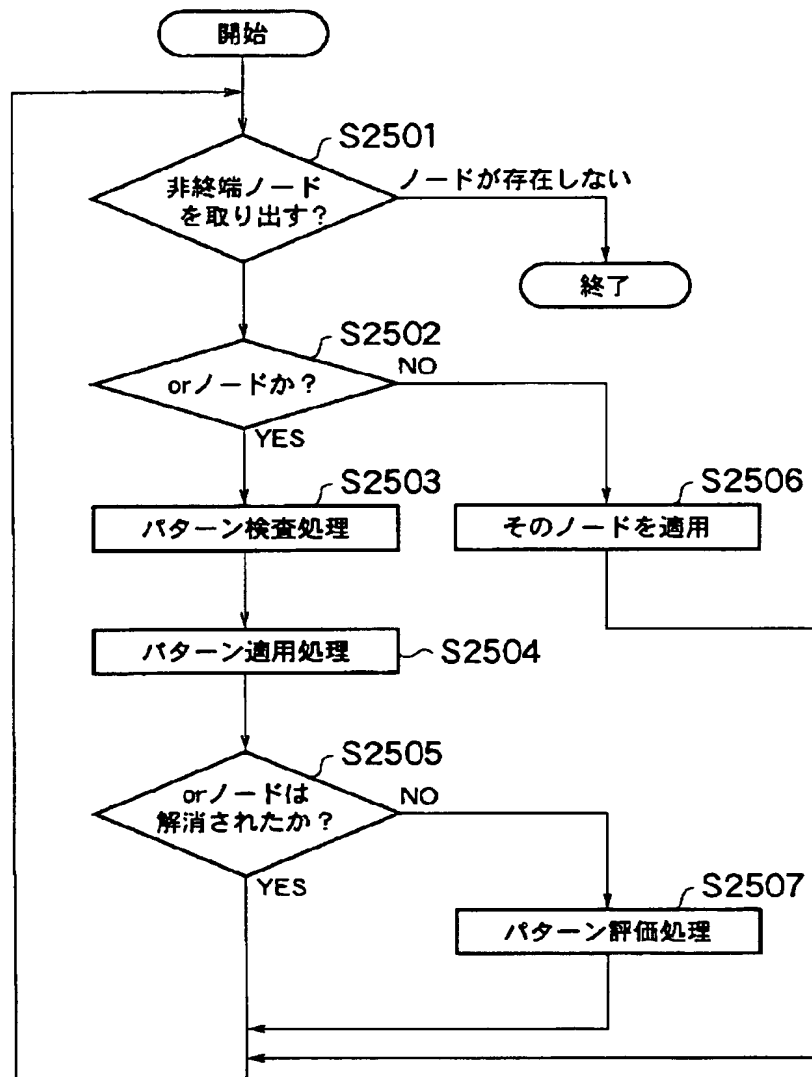 開始
S2501
非終端ノード
を取り出す？
ノードが存在しない
終了
S2502
orノードか？
NO
YES
S2503
パターン検査処理
S2506
そのノードを適用
パターン適用処理
S2504
S2505
orノードは
解消されたか？
NO
YES
S2507
パターン評価処理